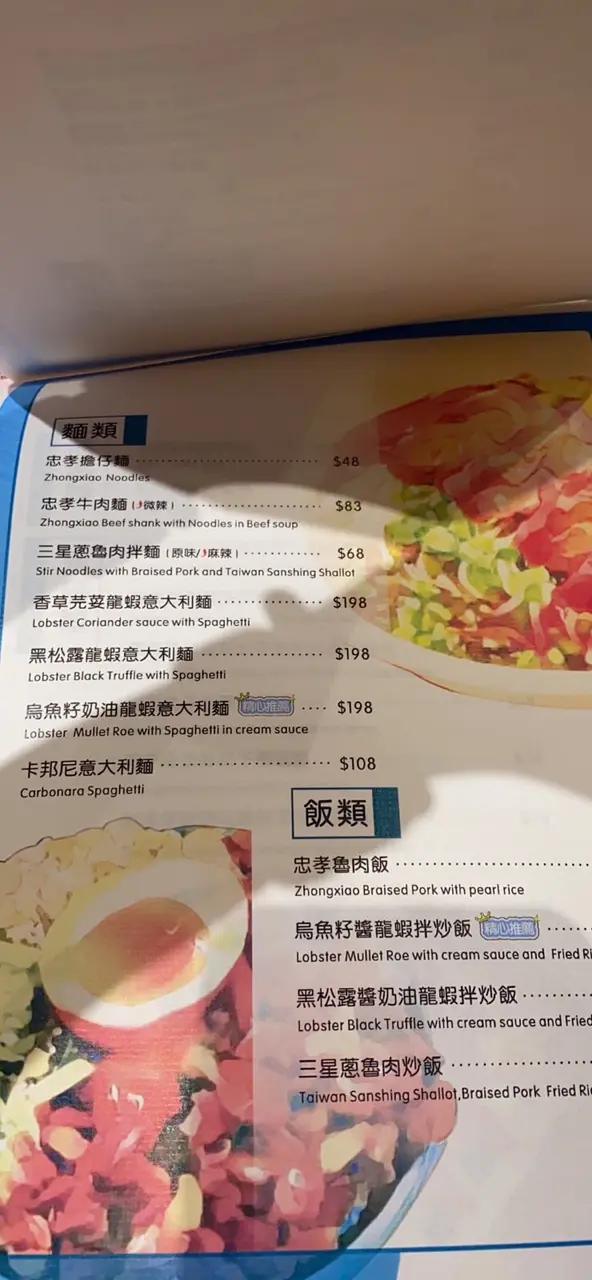 麵類
忠孝擔仔麵 ···· $48
Zhongxiao Noodles
忠孝牛肉麵 (微辣) ···· $83
Zhongxiao Beef shank with Noodles in Beef soup
三星蔥魯肉拌麵 (原味/麻辣) ···· $68
Stir Noodles with Braised Pork and Taiwan Sanshing Shallot
香草芫荽龍蝦意大利麵 ···· $198
Lobster Coriander sauce with Spaghetti
黑松露龍蝦意大利麵 ···· $198
Lobster Black Truffle with Spaghetti
烏魚籽奶油龍蝦意大利麵 精心推薦 ···· $198
Lobster Mullet Roe with Spaghetti in cream sauce
卡邦尼意大利麵 ···· $108
Carbonara Spaghetti
飯類
忠孝魯肉飯 ····
Zhongxiao Braised Pork with pearl rice
烏魚籽醬龍蝦拌炒飯 精心推薦 ····
Lobster Mullet Roe with cream sauce and Fried Ri
黑松露醬奶油龍蝦拌炒飯 ····
Lobster Black Truffle with cream sauce and Fried
三星蔥魯肉炒飯 ····
Taiwan Sanshing Shallot,Braised Pork Fried Ri